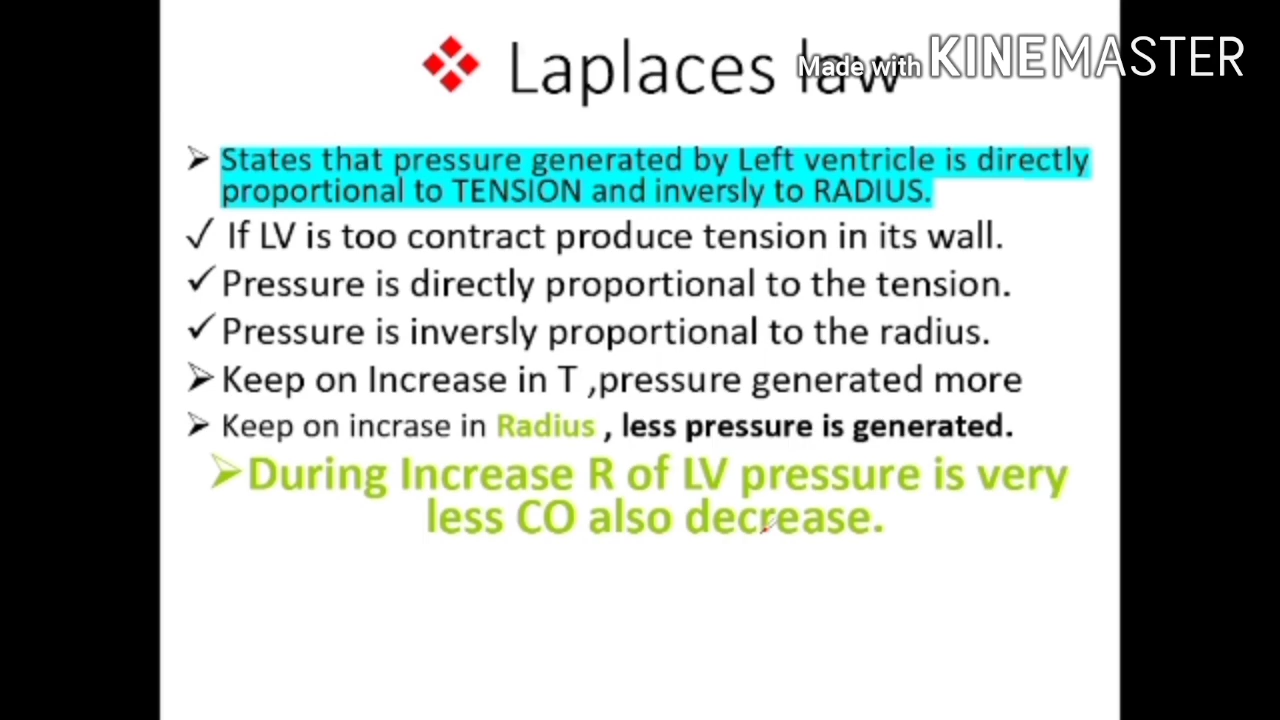 Laplaces law
Made with KINEMASTER
States that pressure generated by Left ventricle is directly
proportional to TENSION and inversly to RADIUS.
If LV is too contract produce tension in its wall.
Pressure is directly proportional to the tension.
Pressure is inversly proportional to the radius.
Keep on Increase in T ,pressure generated more
Keep on incrase in Radius , less pressure is generated.
During Increase R of LV pressure is very
less CO also decrease.